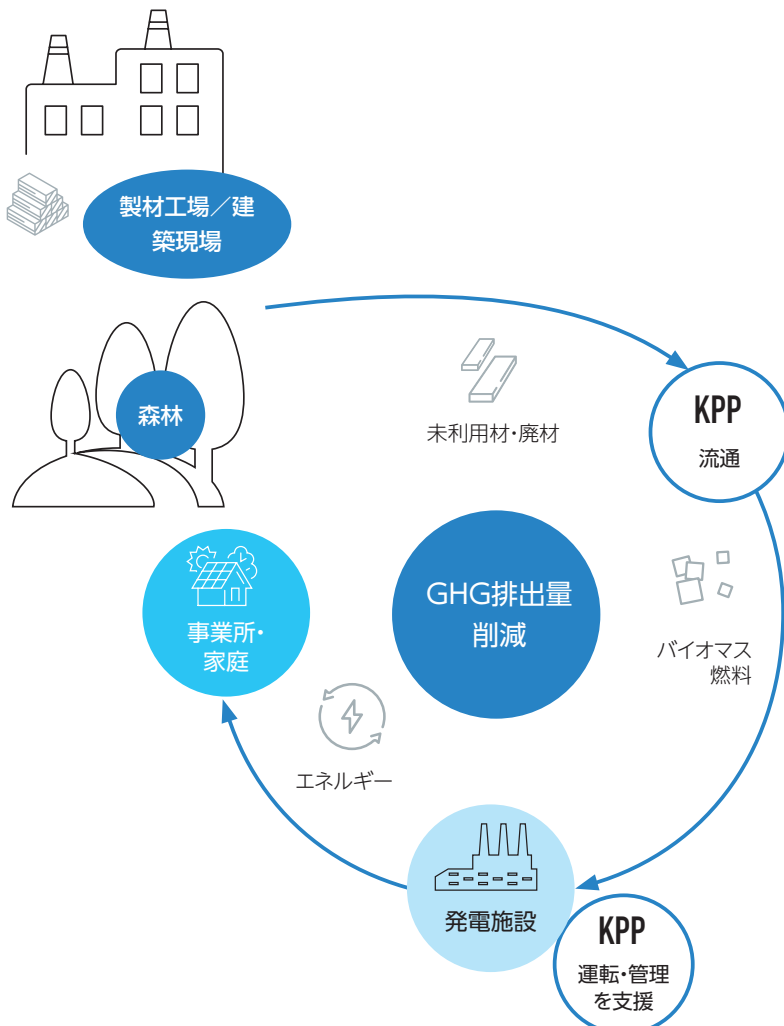 製材工場／建
築現場
森林
未利用材・廃材
KPP
流通
GHG排出量
削減
バイオマス
燃料
事業所・
家庭
エネルギー
発電施設
KPP
運転・管理
を支援